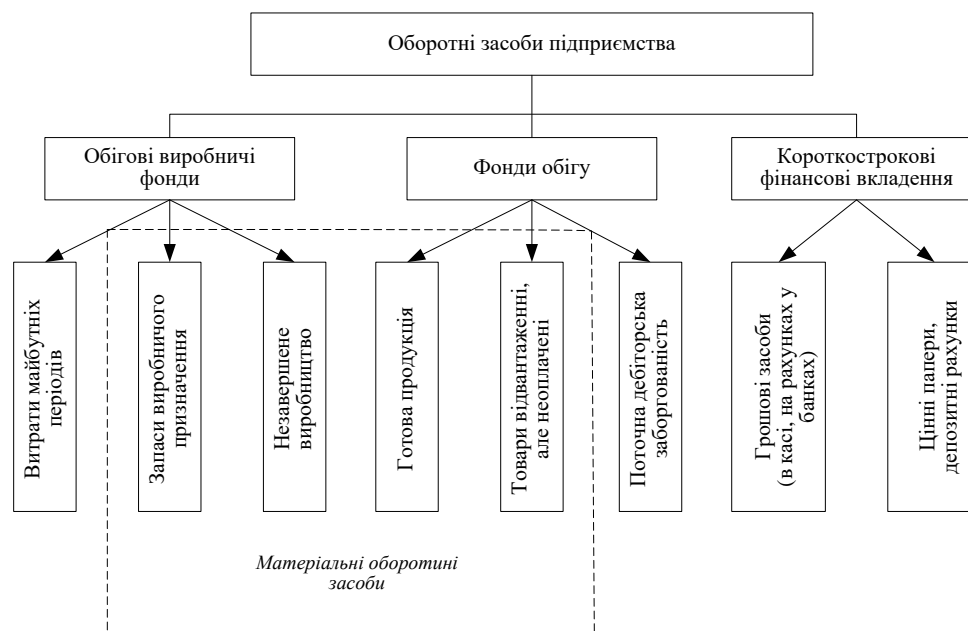 Оборотні засоби підприємства
Обігові виробничі
фонди
Фонди обігу
Короткострокові
фінансові вкладення
Витрати майбутніх
періодів
Запаси виробничого
призначення
Незавершене
виробництво
Готова продукція
Товари відвантаженні,
але неоплачені
Поточна дебіторська
заборгованість
Грошові засоби
(в касі, на рахунках у
банках)
Цінні папери,
депозитні рахунки
Матеріальні оборотині
засоби